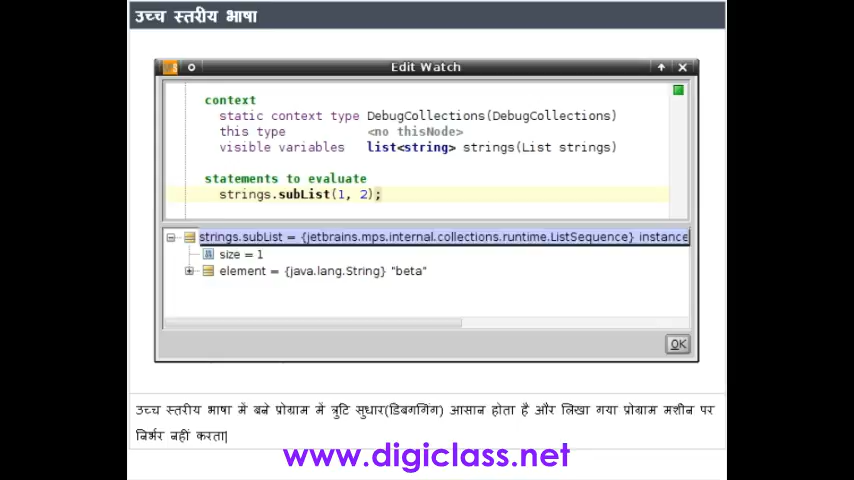 उच्च स्तरीय भाषा
Edit Watch
context
static context type DebugCollections(DebugCollections)
this type <no thisNode>
visible variables list<string> strings(List strings)
statements to evaluate
strings.subList(1, 2);
strings.subList = {jetbrains.mps.internal.collections.runtime.ListSequence} instance
size = 1
element = {java.lang.String} "beta"
OK
उच्च स्तरीय भाषा में बने प्रोग्राम में त्रुटि सुधार(डिबगगिंग) आसान होता है और लिखा गया प्रोग्राम मशीन पर
निर्भर नहीं करता|
www.digiclass.net